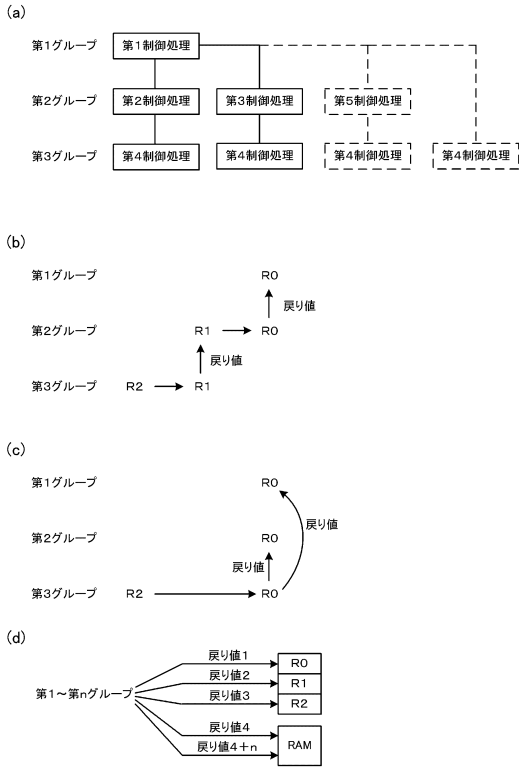 (a)
第1グループ 第1制御処理
第2グループ 第2制御処理 第3制御処理 第5制御処理
第3グループ 第4制御処理 第4制御処理 第4制御処理 第4制御処理
(b)
第1グループ R0
戻り値
第2グループ R1 R0
戻り値
第3グループ R2 R1
(c)
第1グループ R0
戻り値
第2グループ R0
戻り値
第3グループ R2 R0
(d)
戻り値1 R0
戻り値2 R1
第1～第nグループ 戻り値3 R2
戻り値4
RAM
戻り値4+n